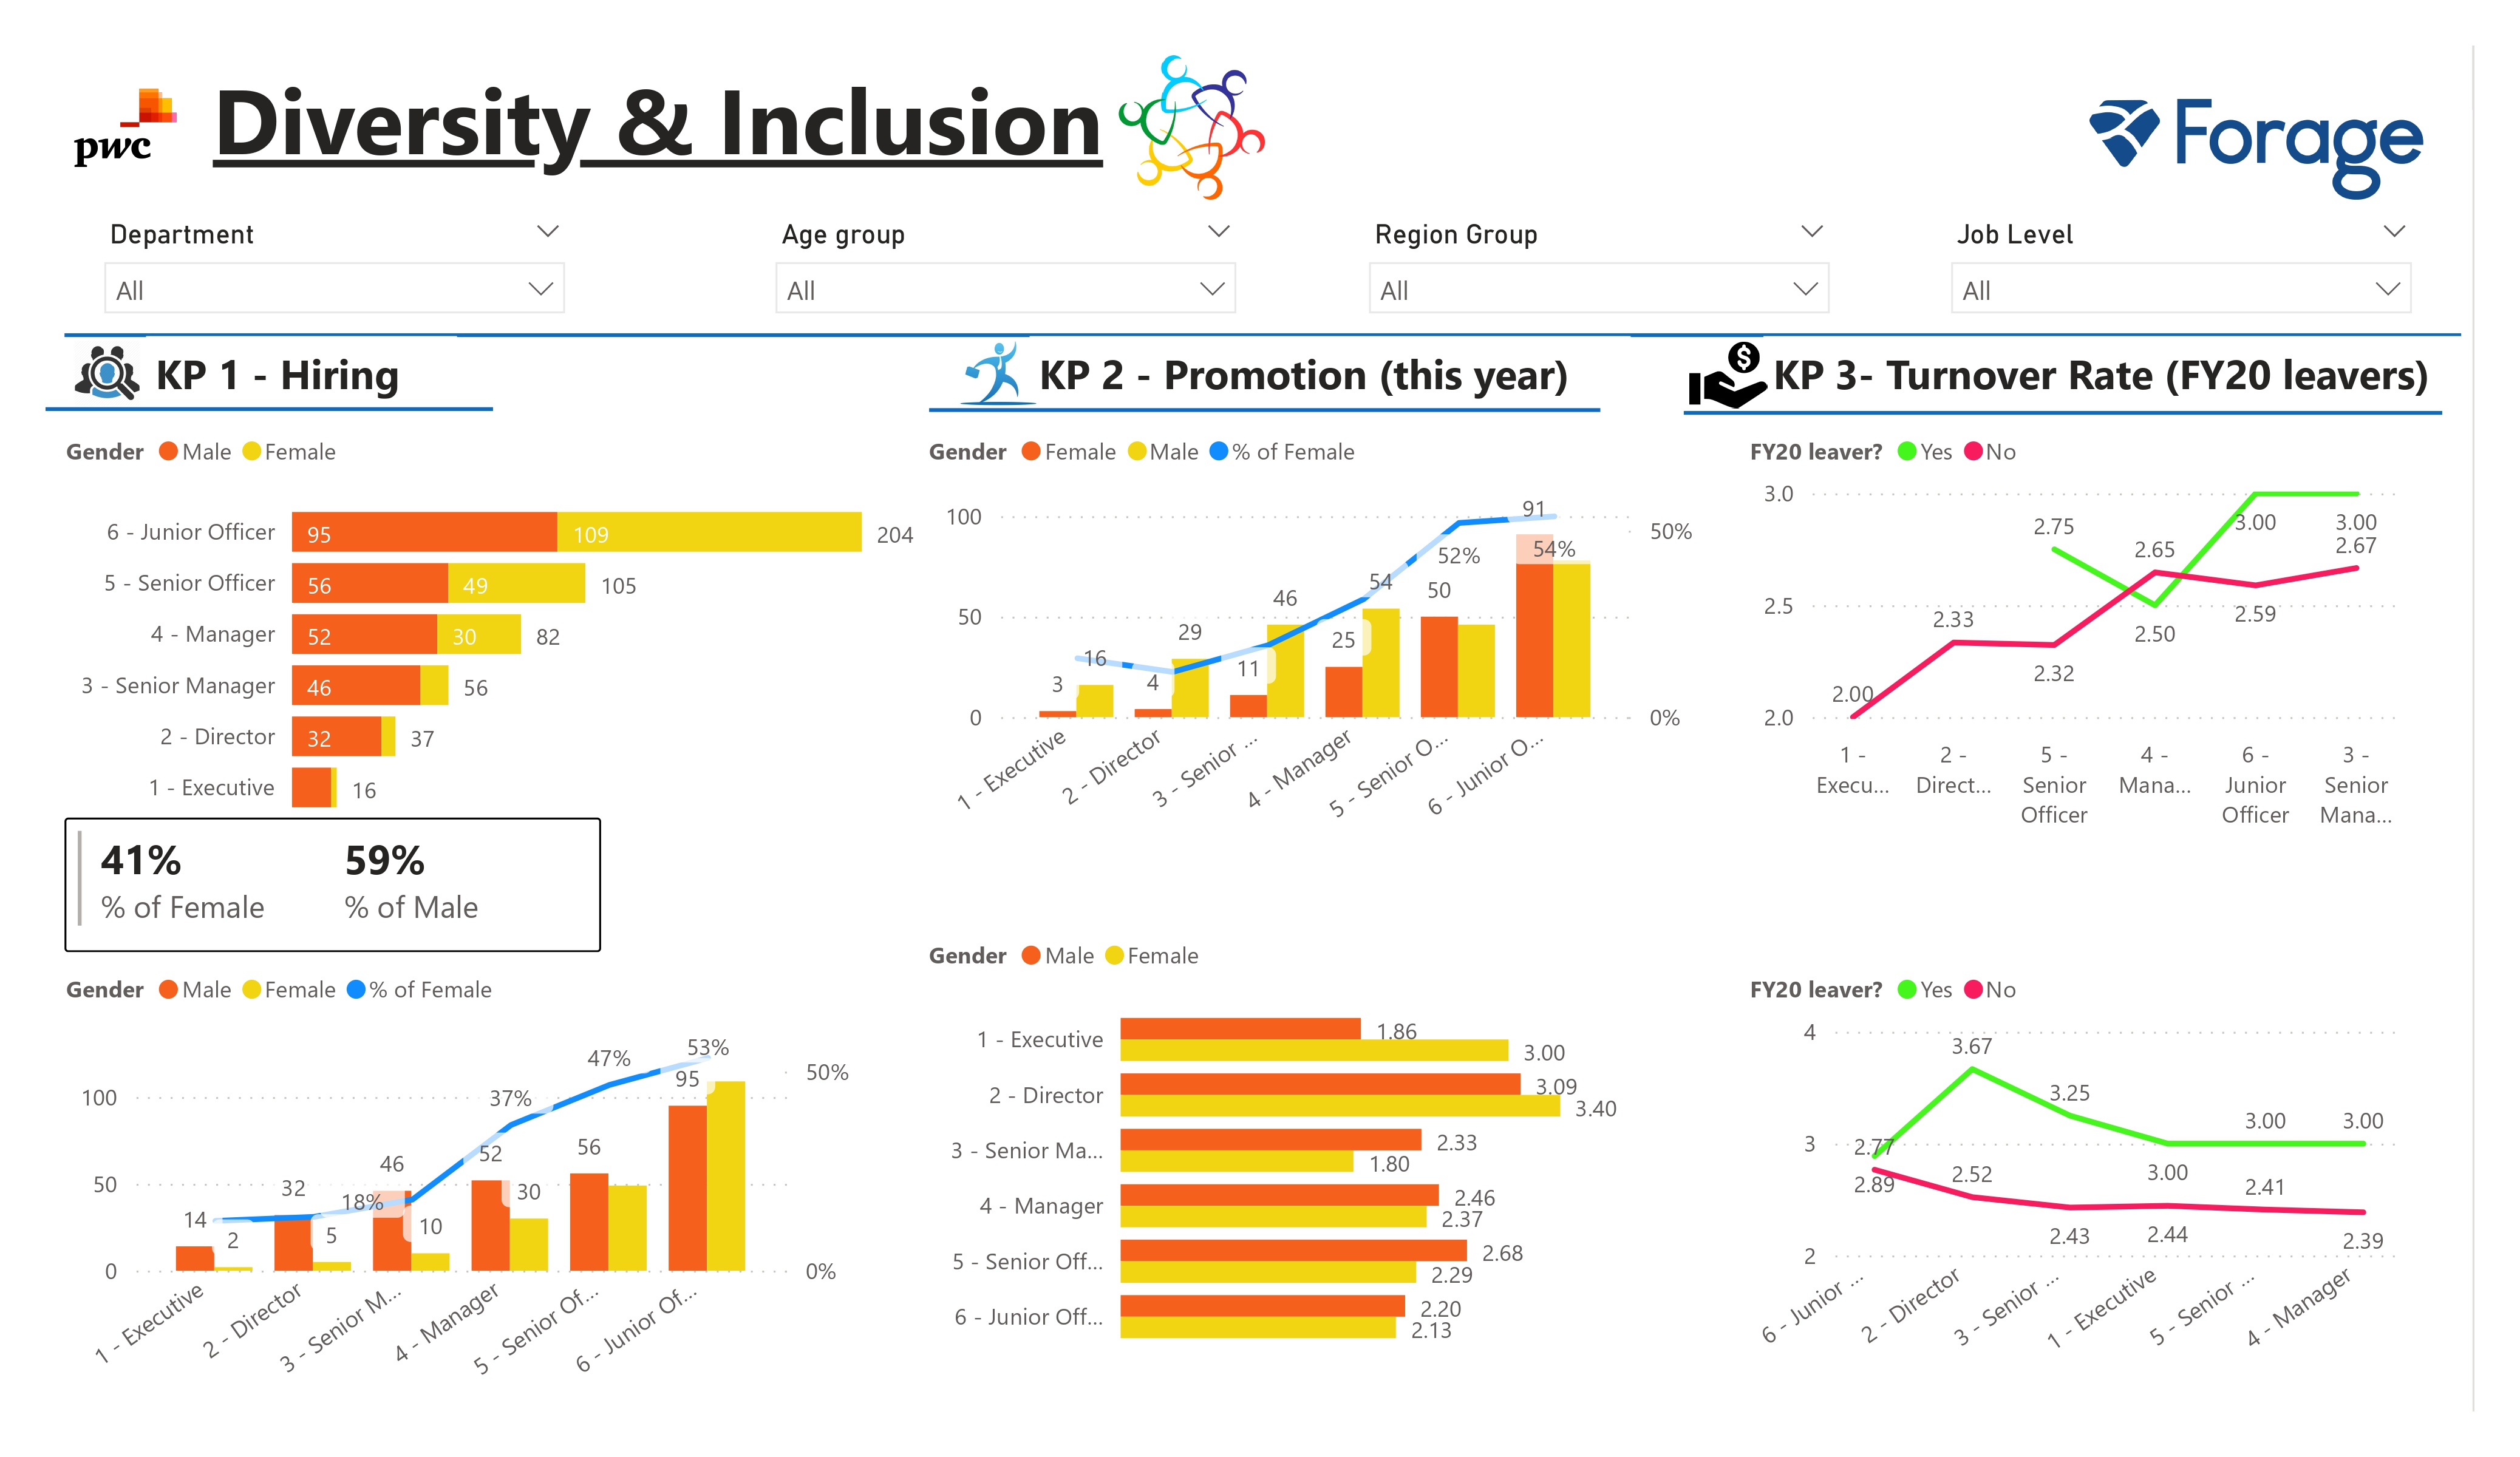 pwc
Diversity & Inclusion
Forage
Department
All
Age group
All
Region Group
All
Job Level
All
KP 1 - Hiring
Gender Male Female
6 - Junior Officer 95 109 204
5 - Senior Officer 56 49 105
4 - Manager 52 30 82
3 - Senior Manager 46 56
2 - Director 32 37
1 - Executive 16
41% 59%
% of Female % of Male
Gender Male Female % of Female
53%
47%
50%
95
37%
100
56
52
46
32
50
18%
30
14
10
5
2
0
0%
1 - Executive
2 - Director
3 - Senior M...
4 - Manager
5 - Senior Of...
6 - Junior Of...
KP 2 - Promotion (this year)
Gender Female Male % of Female
91
100
50%
54%
52%
54
50
46
50
29
25
16
11
3
4
0
0%
1 - Executive
2 - Director
3 - Senior ...
4 - Manager
5 - Senior O...
6 - Junior O...
Gender Male Female
1 - Executive 1.86
3.00
2 - Director 3.09
3.40
3 - Senior Ma... 2.33
1.80
4 - Manager 2.46
2.37
5 - Senior Off... 2.68
2.29
6 - Junior Off... 2.20
2.13
KP 3- Turnover Rate (FY20 leavers)
FY20 leaver? Yes No
3.0
2.75
3.00
3.00
2.65
2.67
2.5
2.33
2.59
2.50
2.32
2.00
2.0
1 -
Execu...
2 -
Direct...
5 -
Senior
Officer
4 -
Mana...
6 -
Junior
Officer
3 -
Senior
Mana...
FY20 leaver? Yes No
4
3.67
3.25
3.00
3.00
3
2.77
2.52
3.00
2.89
2.41
2.43
2.44
2.39
2
6 - Junior ...
2 - Director
3 - Senior ...
1 - Executive
5 - Senior ...
4 - Manager